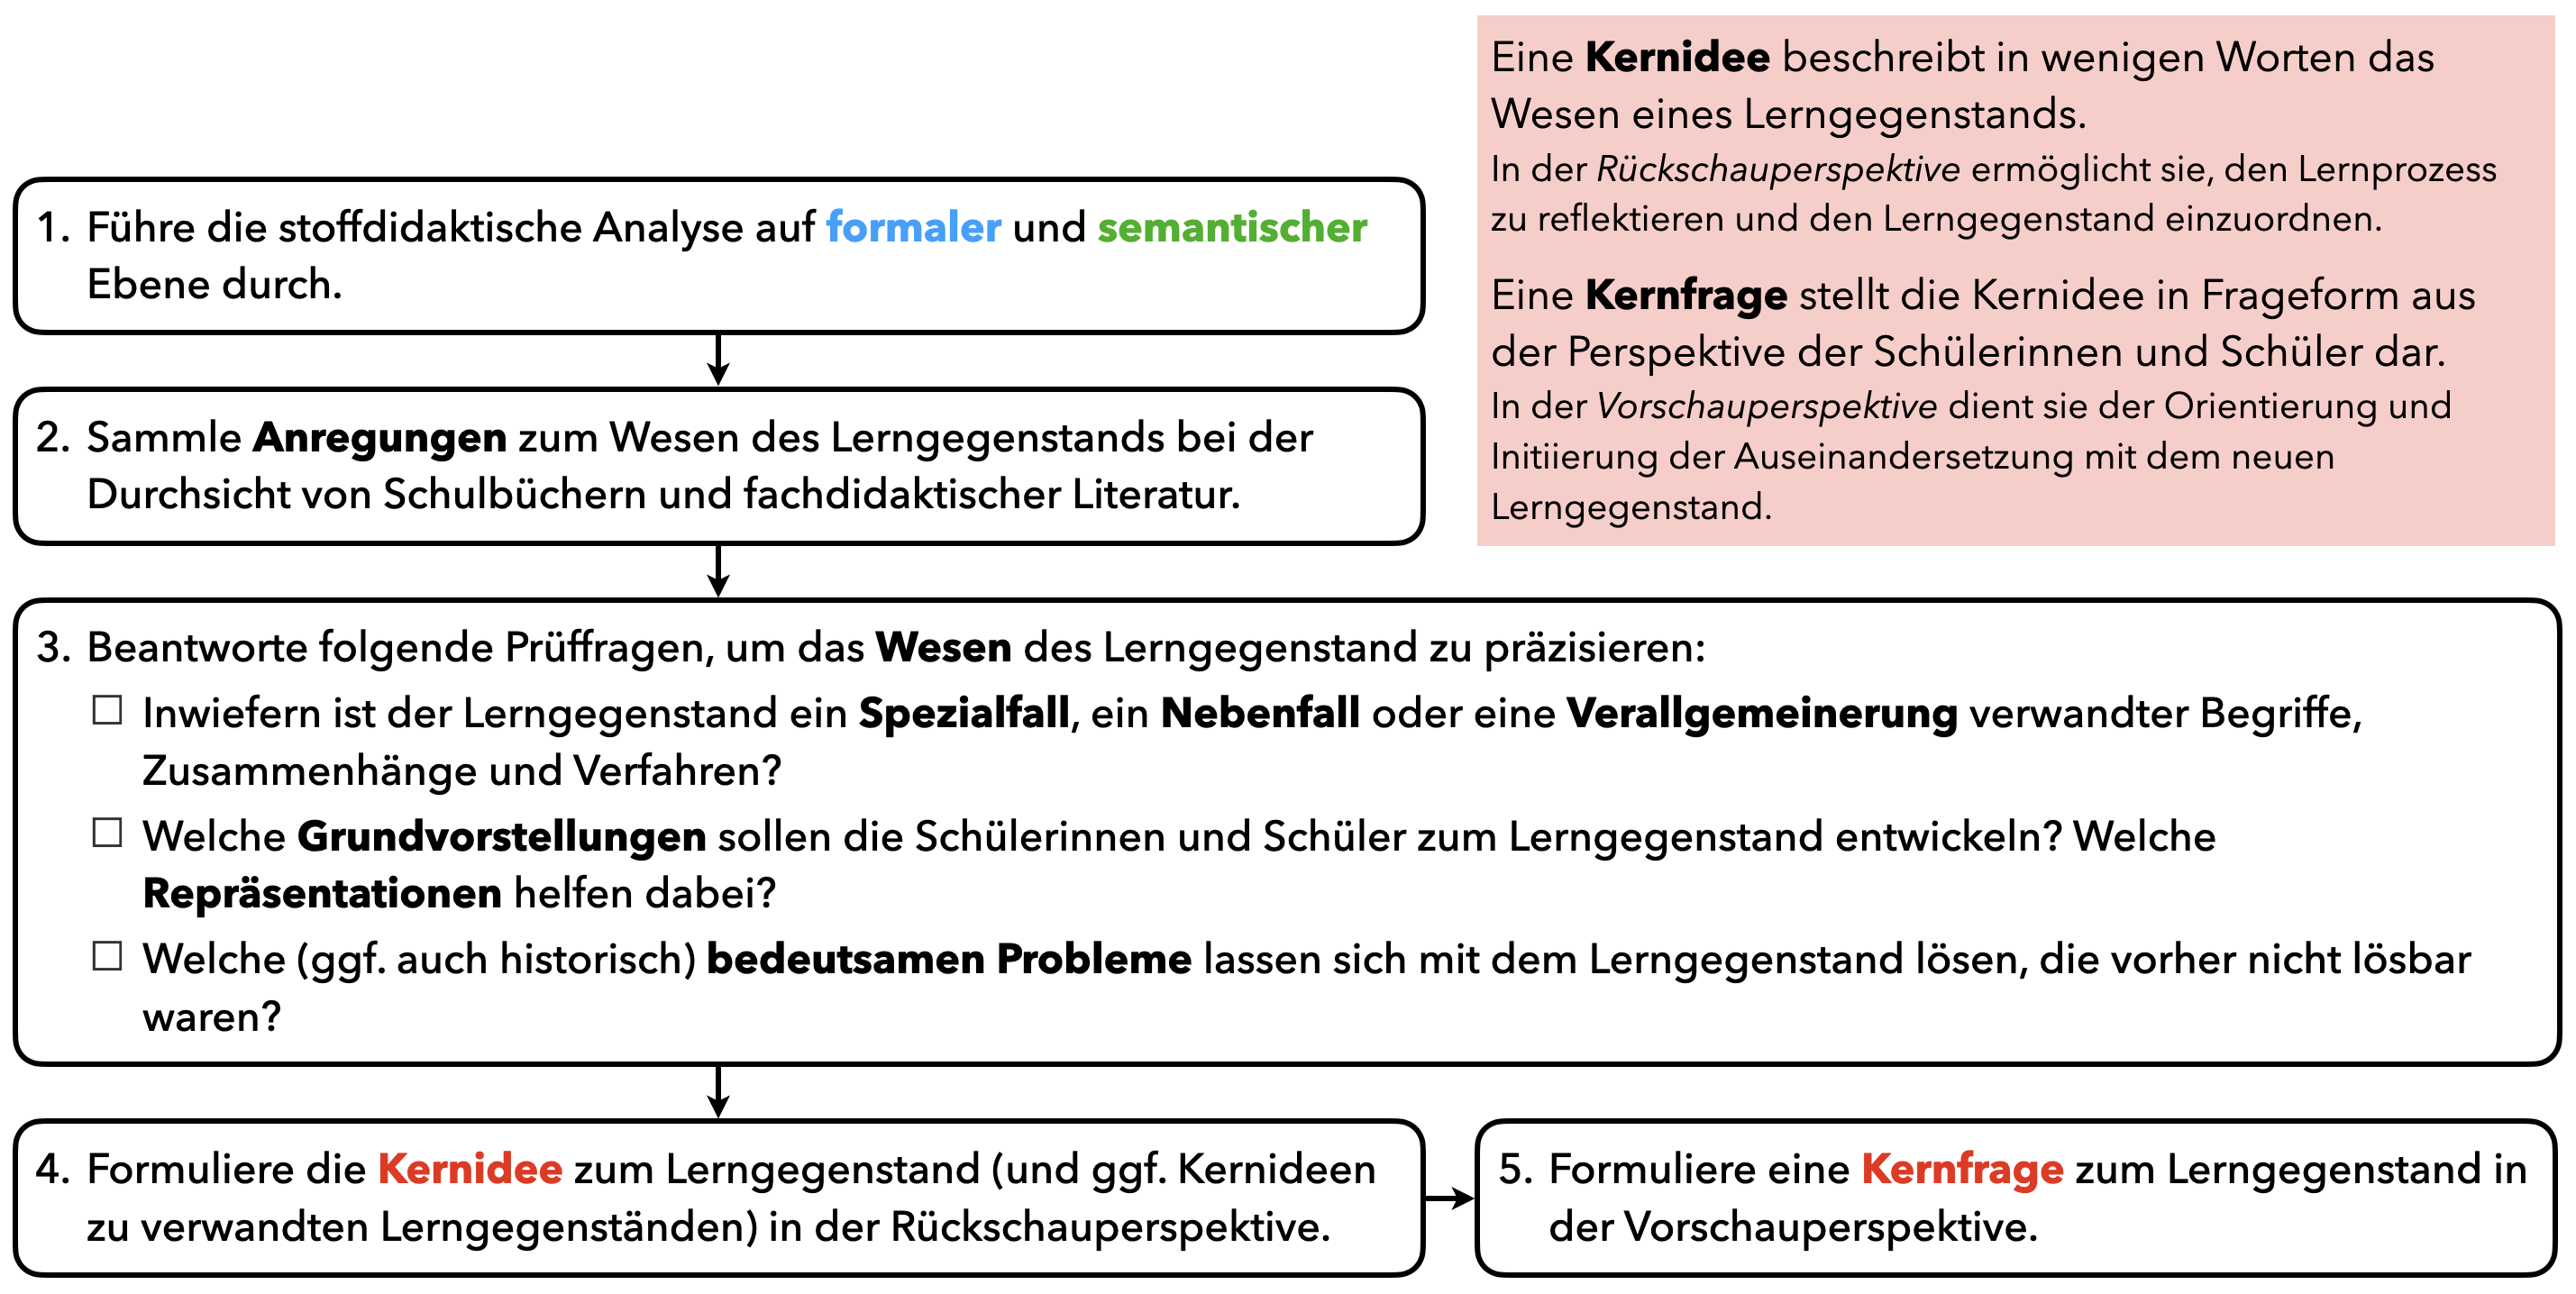 Eine Kernidee beschreibt in wenigen Worten das
Wesen eines Lerngegenstands.
In der Rückschauperspektive ermöglicht sie, den Lernprozess
zu reflektieren und den Lerngegenstand einzuordnen.
Eine Kernfrage stellt die Kernidee in Frageform aus
der Perspektive der Schülerinnen und Schüler dar.
In der Vorschauperspektive dient sie der Orientierung und
Initiierung der Auseinandersetzung mit dem neuen
Lerngegenstand.
1. Führe die stoffdidaktische Analyse auf formaler und semantischer
Ebene durch.
2. Sammle Anregungen zum Wesen des Lerngegenstands bei der
Durchsicht von Schulbüchern und fachdidaktischer Literatur.
3. Beantworte folgende Prüffragen, um das Wesen des Lerngegenstand zu präzisieren:
☐ Inwiefern ist der Lerngegenstand ein Spezialfall, ein Nebenfall oder eine Verallgemeinerung verwandter Begriffe,
Zusammenhänge und Verfahren?
☐ Welche Grundvorstellungen sollen die Schülerinnen und Schüler zum Lerngegenstand entwickeln? Welche
Repräsentationen helfen dabei?
☐ Welche (ggf. auch historisch) bedeutsamen Probleme lassen sich mit dem Lerngegenstand lösen, die vorher nicht lösbar
waren?
4. Formuliere die Kernidee zum Lerngegenstand (und ggf. Kernideen
zu verwandten Lerngegenständen) in der Rückschauperspektive.
5. Formuliere eine Kernfrage zum Lerngegenstand in
der Vorschauperspektive.